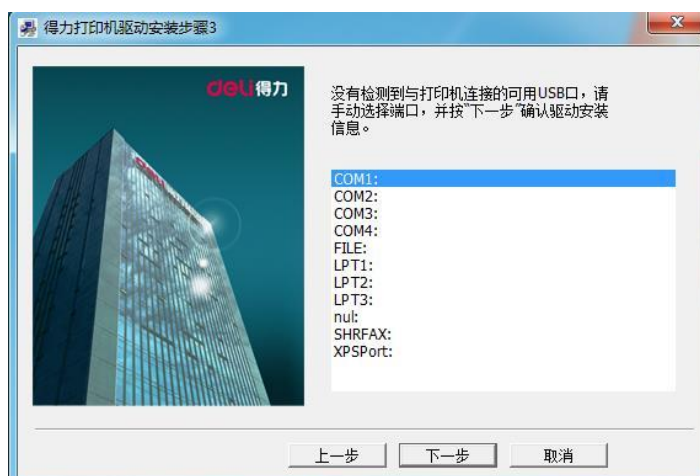 得力打印机驱动安装步骤3
deli得力
deli
没有检测到与打印机连接的可用USB口，请
手动选择端口，并按"下一步"确认驱动安装
信息。
COM1:
COM2:
COM3:
COM4:
FILE:
LPT1:
LPT2:
LPT3:
nul:
SHRFAX:
XPSPort:
上一步
下一步
取消